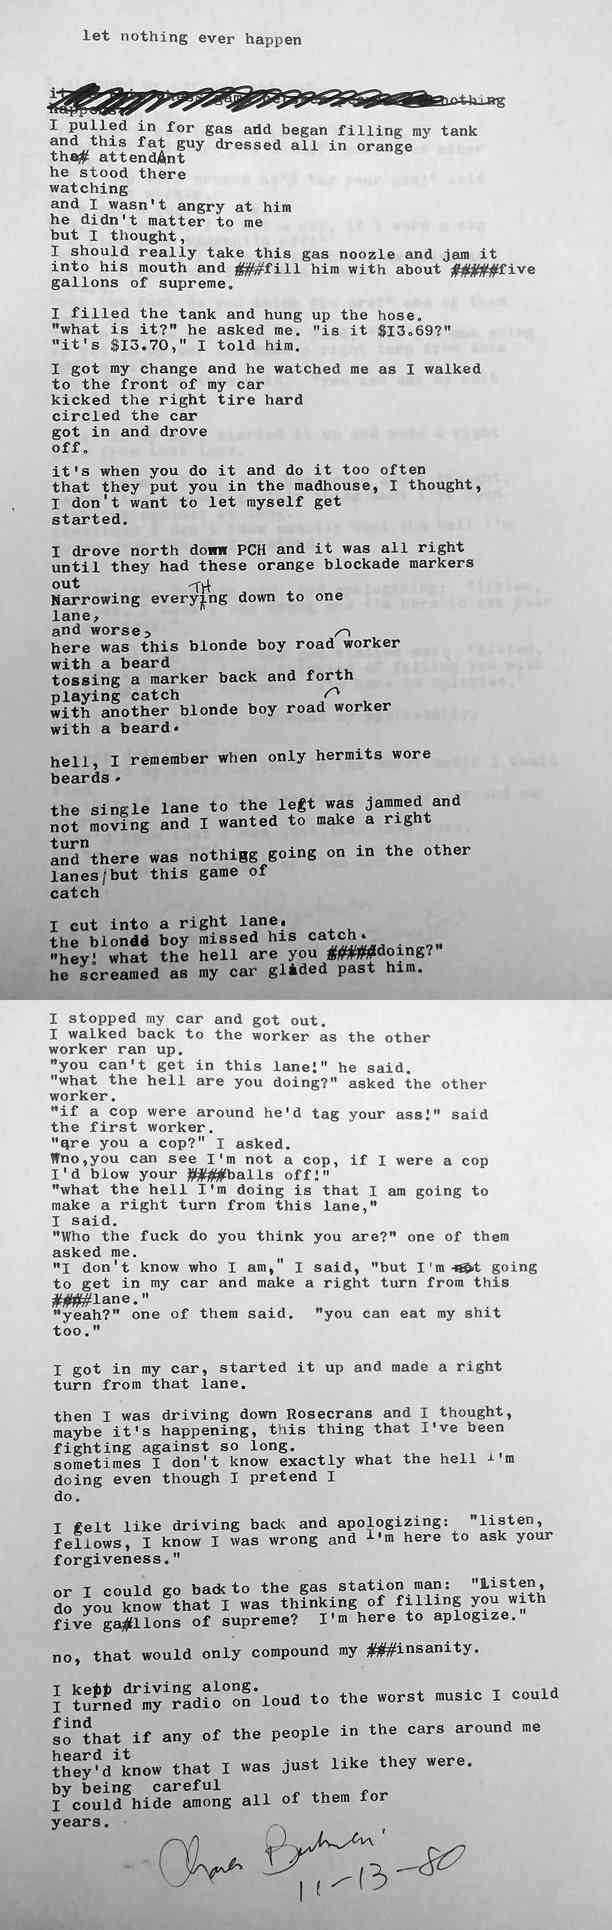 let nothing ever happen
nothing
happens.
I pulled in for gas and began filling my tank
and this fat guy dressed all in orange
the attendAnt
he stood there
watching
and I wasn't angry at him
he didn't matter to me
but I thought,
I should really take this gas noozle and jam it
into his mouth and ###fill him with about #####five
gallons of supreme.
I filled the tank and hung up the hose.
"what is it?" he asked me. "is it $13.69?"
"it's $13.70," I told him.
I got my change and he watched me as I walked
to the front of my car
kicked the right tire hard
circled the car
got in and drove
off.
it's when you do it and do it too often
that they put you in the madhouse, I thought,
I don't want to let myself get
started.
I drove north down PCH and it was all right
until they had these orange blockade markers
out
Narrowing everyTHing down to one
lane,
and worse,
here was this blonde boy road worker
with a beard
tossing a marker back and forth
playing catch
with another blonde boy road worker
with a beard.
hell, I remember when only hermits wore
beards.
the single lane to the left was jammed and
not moving and I wanted to make a right
turn
and there was nothing going on in the other
lanes/but this game of
catch
I cut into a right lane.
the blonde boy missed his catch.
"hey! what the hell are you #####doing?"
he screamed as my car glided past him.
I stopped my car and got out.
I walked back to the worker as the other
worker ran up.
"you can't get in this lane!" he said.
"what the hell are you doing?" asked the other
worker.
"if a cop were around he'd tag your ass!" said
the first worker.
"are you a cop?" I asked.
"no,you can see I'm not a cop, if I were a cop
I'd blow your ####balls off!"
"what the hell I'm doing is that I am going to
make a right turn from this lane,"
I said.
"Who the fuck do you think you are?" one of them
asked me.
"I don't know who I am," I said, "but I'm not going
to get in my car and make a right turn from this
####lane."
"yeah?" one of them said.  "you can eat my shit
too."
I got in my car, started it up and made a right
turn from that lane.
then I was driving down Rosecrans and I thought,
maybe it's happening, this thing that I've been
fighting against so long.
sometimes I don't know exactly what the hell I'm
doing even though I pretend I
do.
I felt like driving back and apologizing:  "listen,
fellows, I know I was wrong and I'm here to ask your
forgiveness."
or I could go back to the gas station man:  "Listen,
do you know that I was thinking of filling you with
five gallons of supreme?  I'm here to aplogize."
no, that would only compound my ###insanity.
I kept driving along.
I turned my radio on loud to the worst music I could
find
so that if any of the people in the cars around me
heard it
they'd know that I was just like they were.
by being  careful
I could hide among all of them for
years.
Charles Bukowski
11-13-80